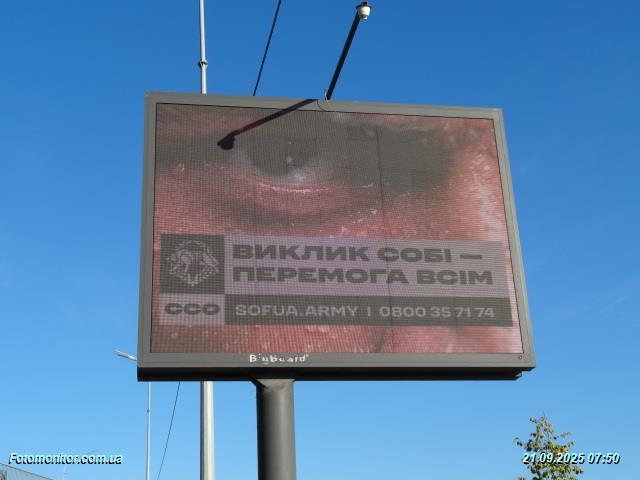 ВИКЛИК СОБІ —
ПЕРЕМОГА ВСІМ
ССО
SOFUA.ARMY | 0800 35 71 74
BigBoard
Fotomonitor.com.ua
21.09.2025 07:50